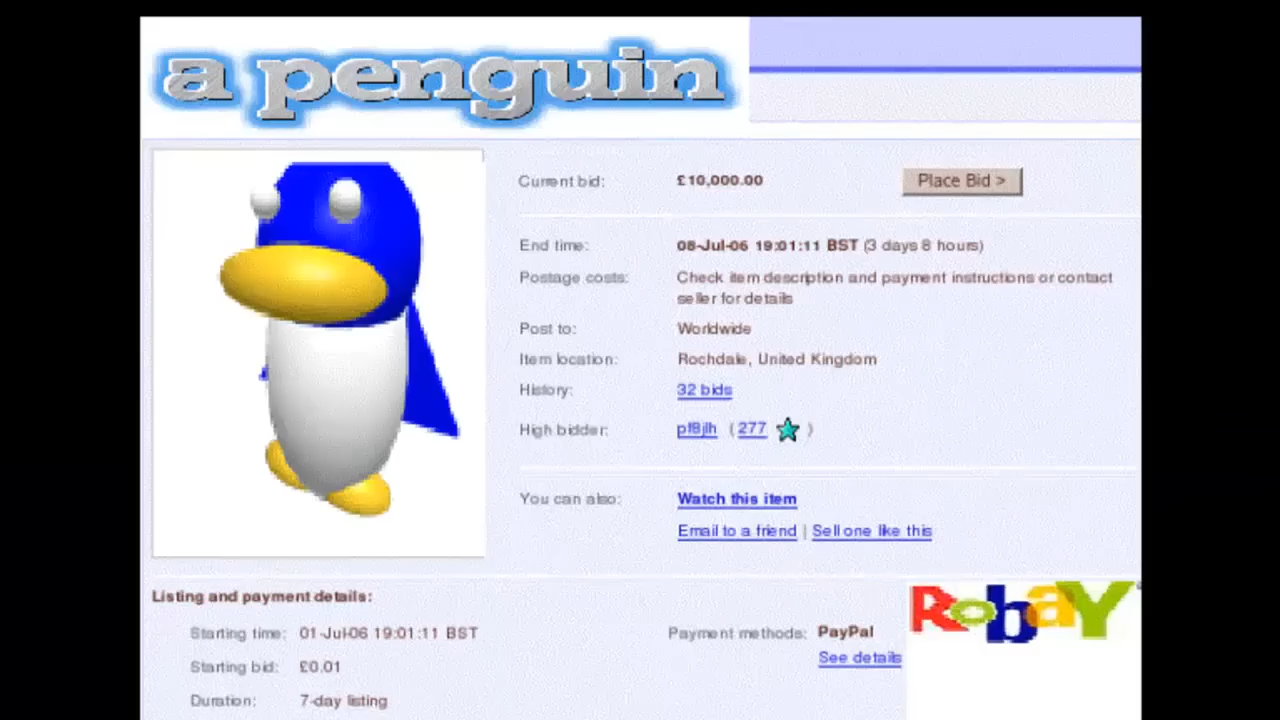 a penguin
Current bid: £10,000.00 Place Bid >
End time: 08-Jul-06 19:01:11 BST (3 days 8 hours)
Postage costs: Check item description and payment instructions or contact
seller for details
Post to: Worldwide
Item location: Rochdale, United Kingdom
History: 32 bids
High bidder: pf8jlh ( 277 )
You can also: Watch this item
Email to a friend | Sell one like this
Listing and payment details:
RobaY
Starting time: 01-Jul-06 19:01:11 BST Payment methods: PayPal
See details
Starting bid: £0.01
Duration: 7-day listing